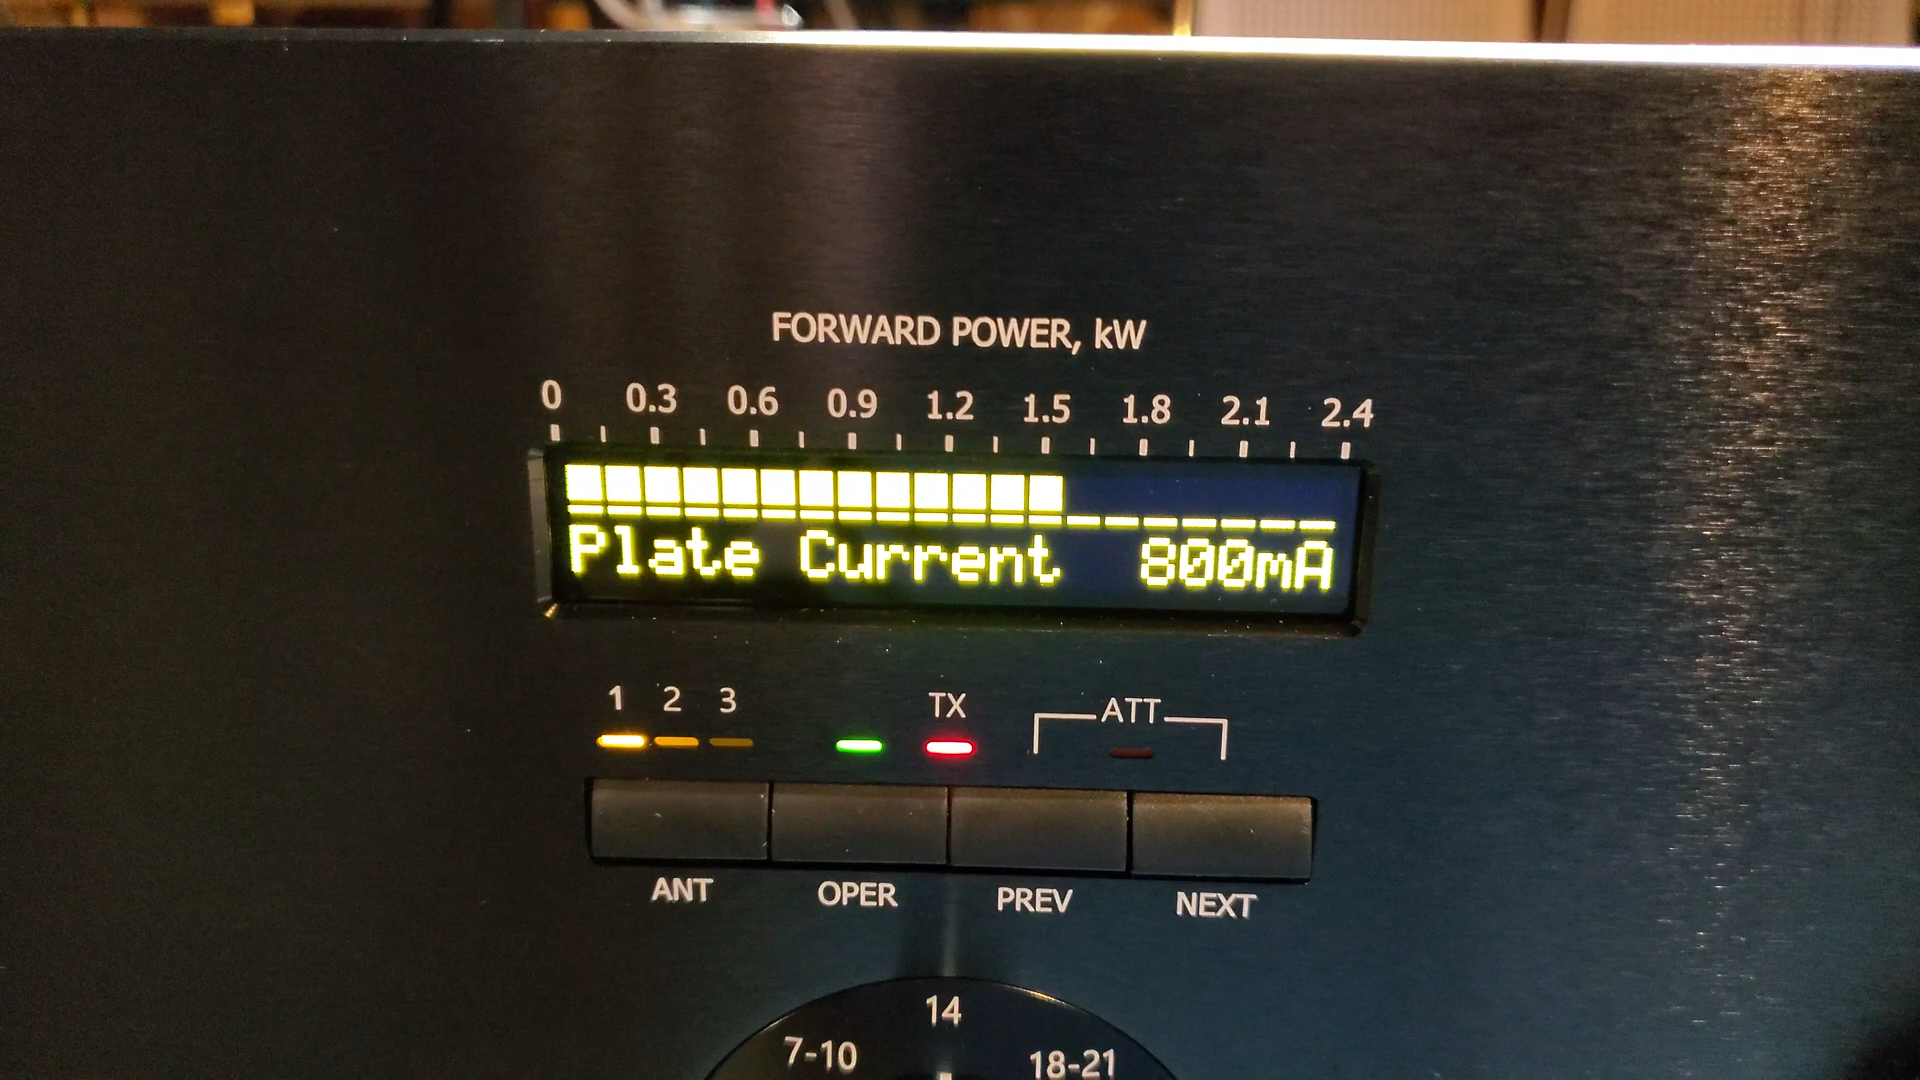 FORWARD POWER, kW
0 0.3 0.6 0.9 1.2 1.5 1.8 2.1 2.4
Plate Current 800mA
1 2 3 TX ATT
ANT OPER PREV NEXT
14
7-10 18-21